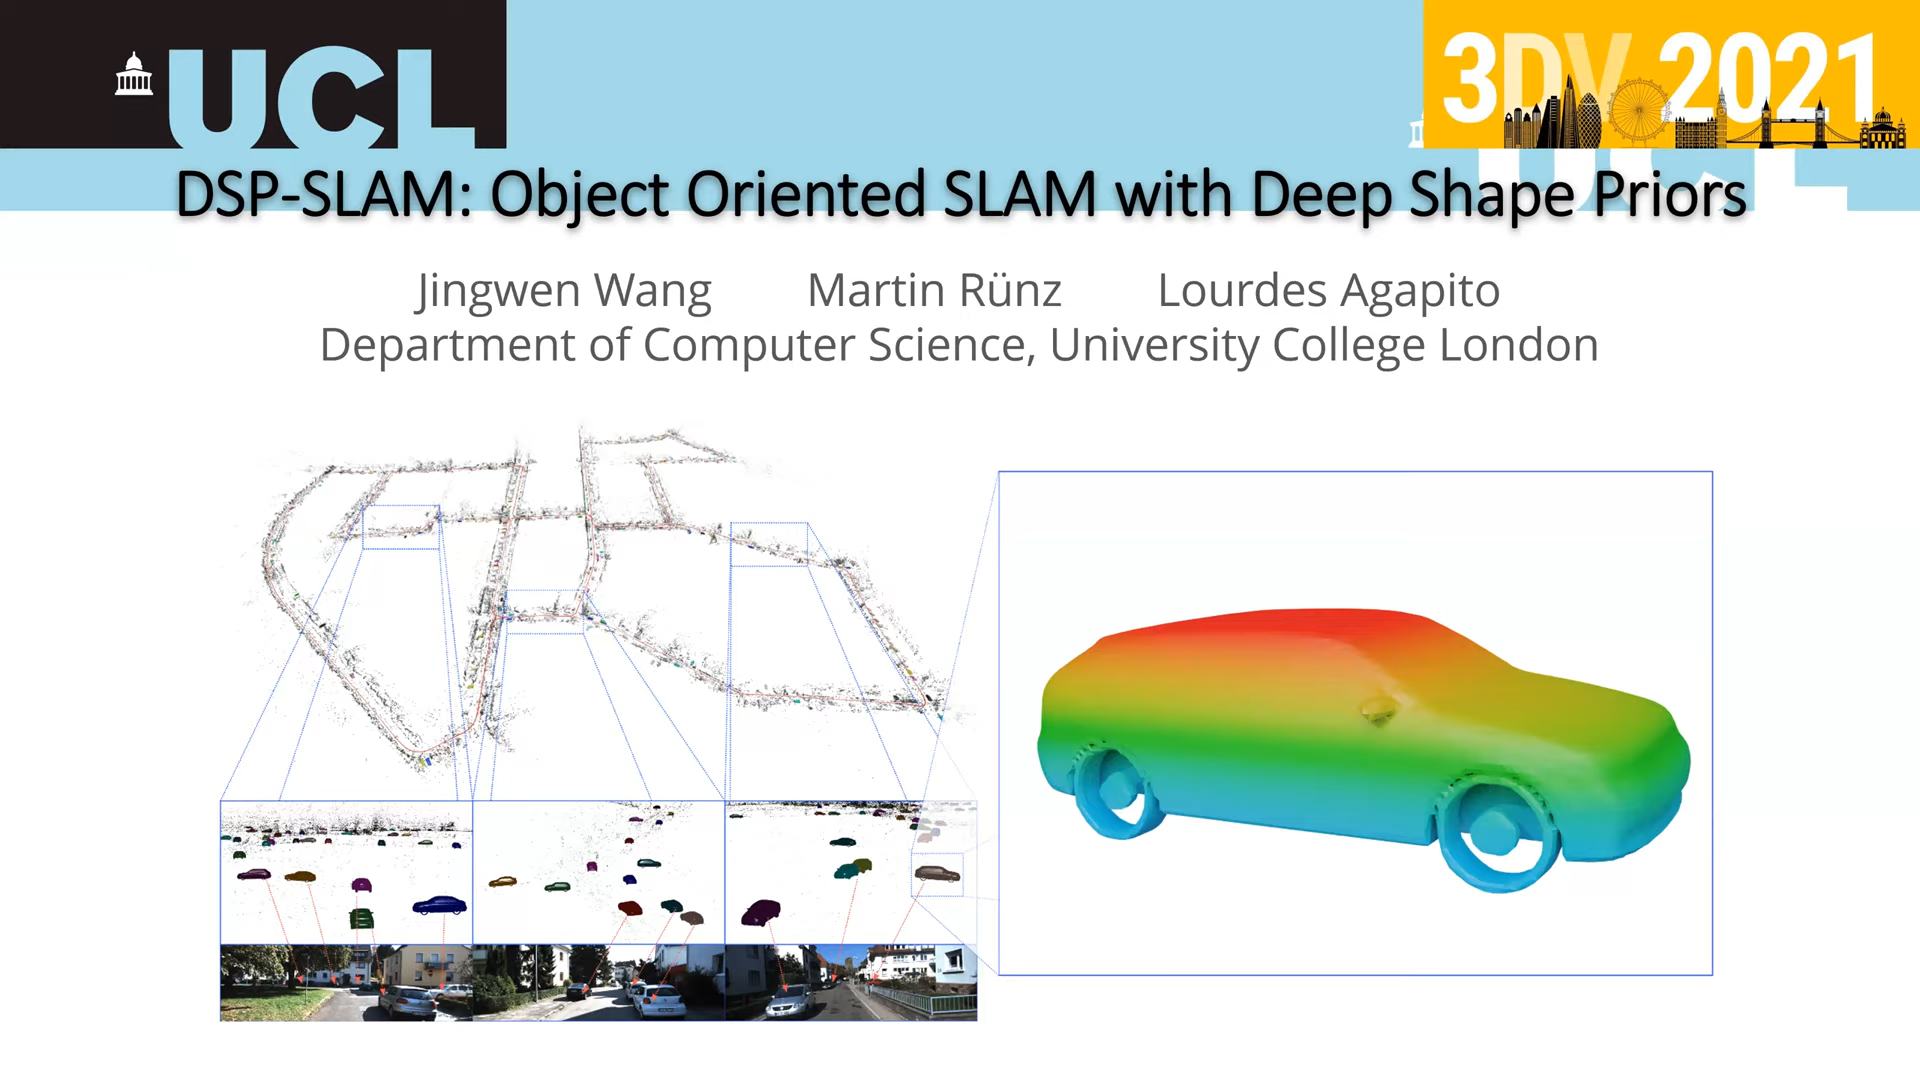 UCL
3DV 2021
DSP-SLAM: Object Oriented SLAM with Deep Shape Priors
Jingwen Wang Martin Rünz Lourdes Agapito
Department of Computer Science, University College London